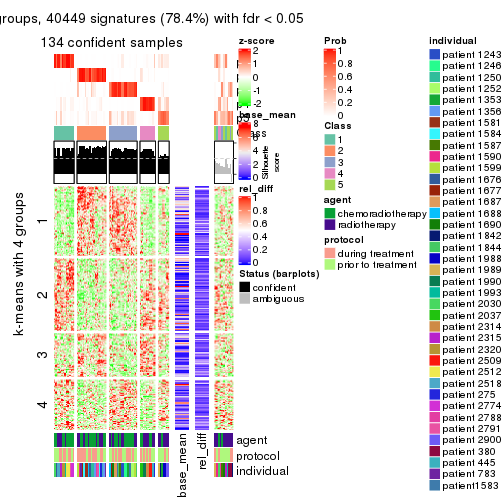 groups, 40449 signatures (78.4%) with fdr < 0.05
134 confident samples
k-means with 4 groups
1
2
3
4
base_mean
rel_diff
agent
protocol
individual
z-score
2
1
0
-1
-2
base_mean
8
6
4
2
0
Silhouette
score
rel_diff
1
0.8
0.6
0.4
0.2
0
Status (barplots)
confident
ambiguous
Prob
1
0.8
0.6
0.4
0.2
0
Class
1
2
3
4
5
agent
chemoradiotherapy
radiotherapy
protocol
during treatment
prior to treatment
individual
patient 1243
patient 1246
patient 1250
patient 1252
patient 1353
patient 1356
patient 1581
patient 1584
patient 1587
patient 1590
patient 1599
patient 1676
patient 1677
patient 1687
patient 1688
patient 1690
patient 1842
patient 1844
patient 1988
patient 1989
patient 1990
patient 1993
patient 2030
patient 2037
patient 2314
patient 2315
patient 2320
patient 2509
patient 2512
patient 2518
patient 275
patient 2774
patient 2788
patient 2791
patient 2900
patient 380
patient 445
patient 783
patient1583